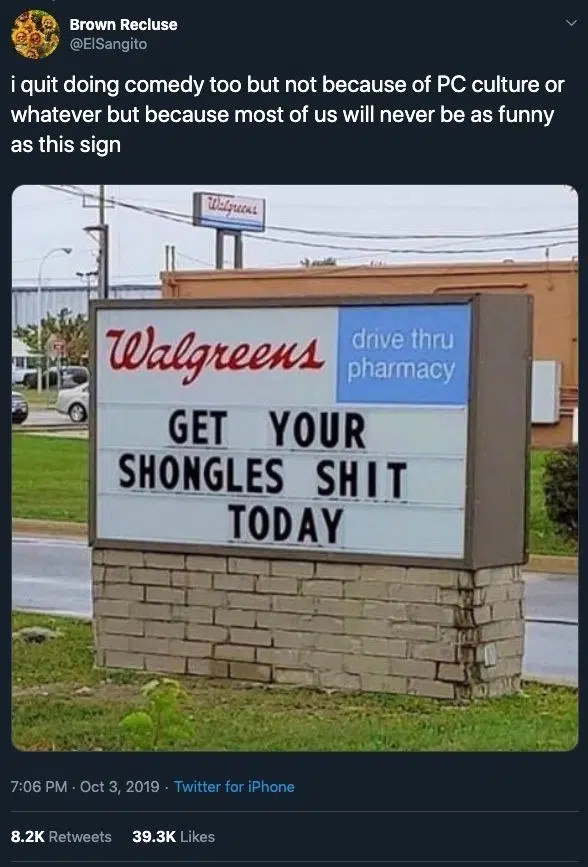 Brown Recluse
@ElSangito
i quit doing comedy too but not because of PC culture or
whatever but because most of us will never be as funny
as this sign
Walgreens
Walgreens
drive thru
pharmacy
GET YOUR
SHONGLES SHIT
TODAY
7:06 PM · Oct 3, 2019 · Twitter for iPhone
8.2K Retweets 39.3K Likes